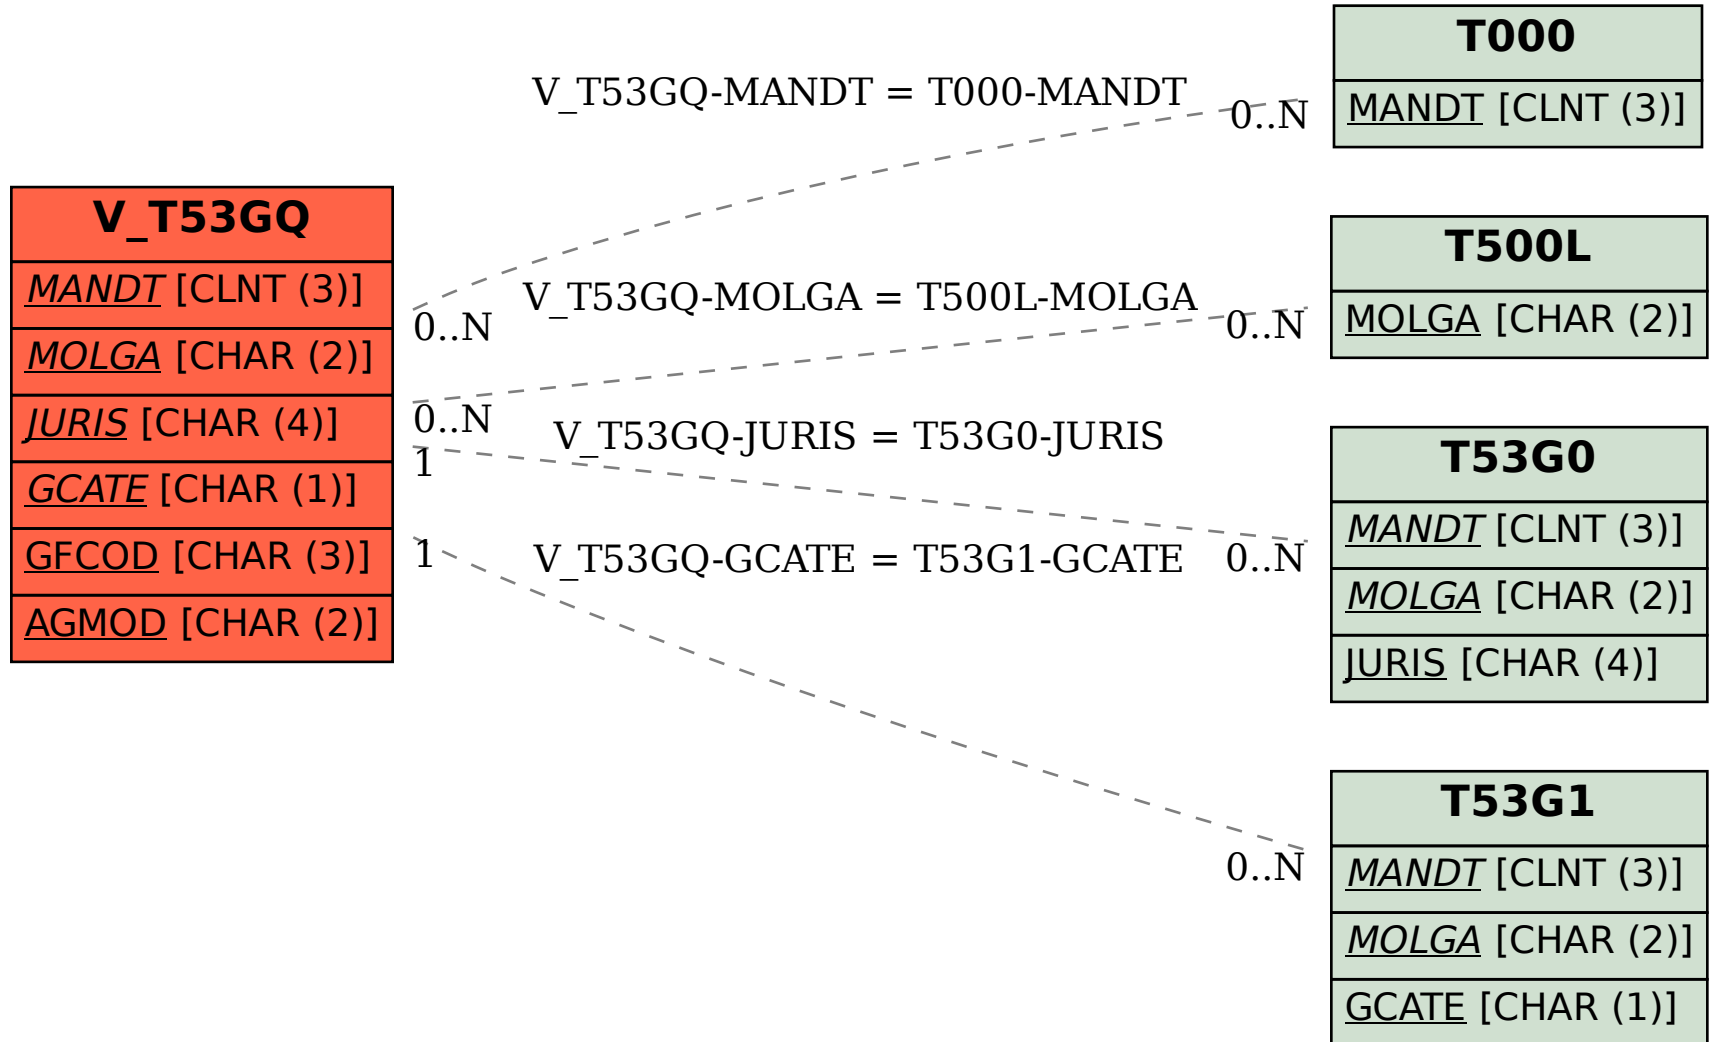 V_T53GQ
MANDT [CLNT (3)]
MOLGA [CHAR (2)]
JURIS [CHAR (4)]
GCATE [CHAR (1)]
GFCOD [CHAR (3)]
AGMOD [CHAR (2)]
V_T53GQ-MANDT = T000-MANDT
0..N
0..N
V_T53GQ-MOLGA = T500L-MOLGA
0..N
0..N
V_T53GQ-JURIS = T53G0-JURIS
1
0..N
V_T53GQ-GCATE = T53G1-GCATE
1
0..N
T000
MANDT [CLNT (3)]
T500L
MOLGA [CHAR (2)]
T53G0
MANDT [CLNT (3)]
MOLGA [CHAR (2)]
JURIS [CHAR (4)]
T53G1
MANDT [CLNT (3)]
MOLGA [CHAR (2)]
GCATE [CHAR (1)]